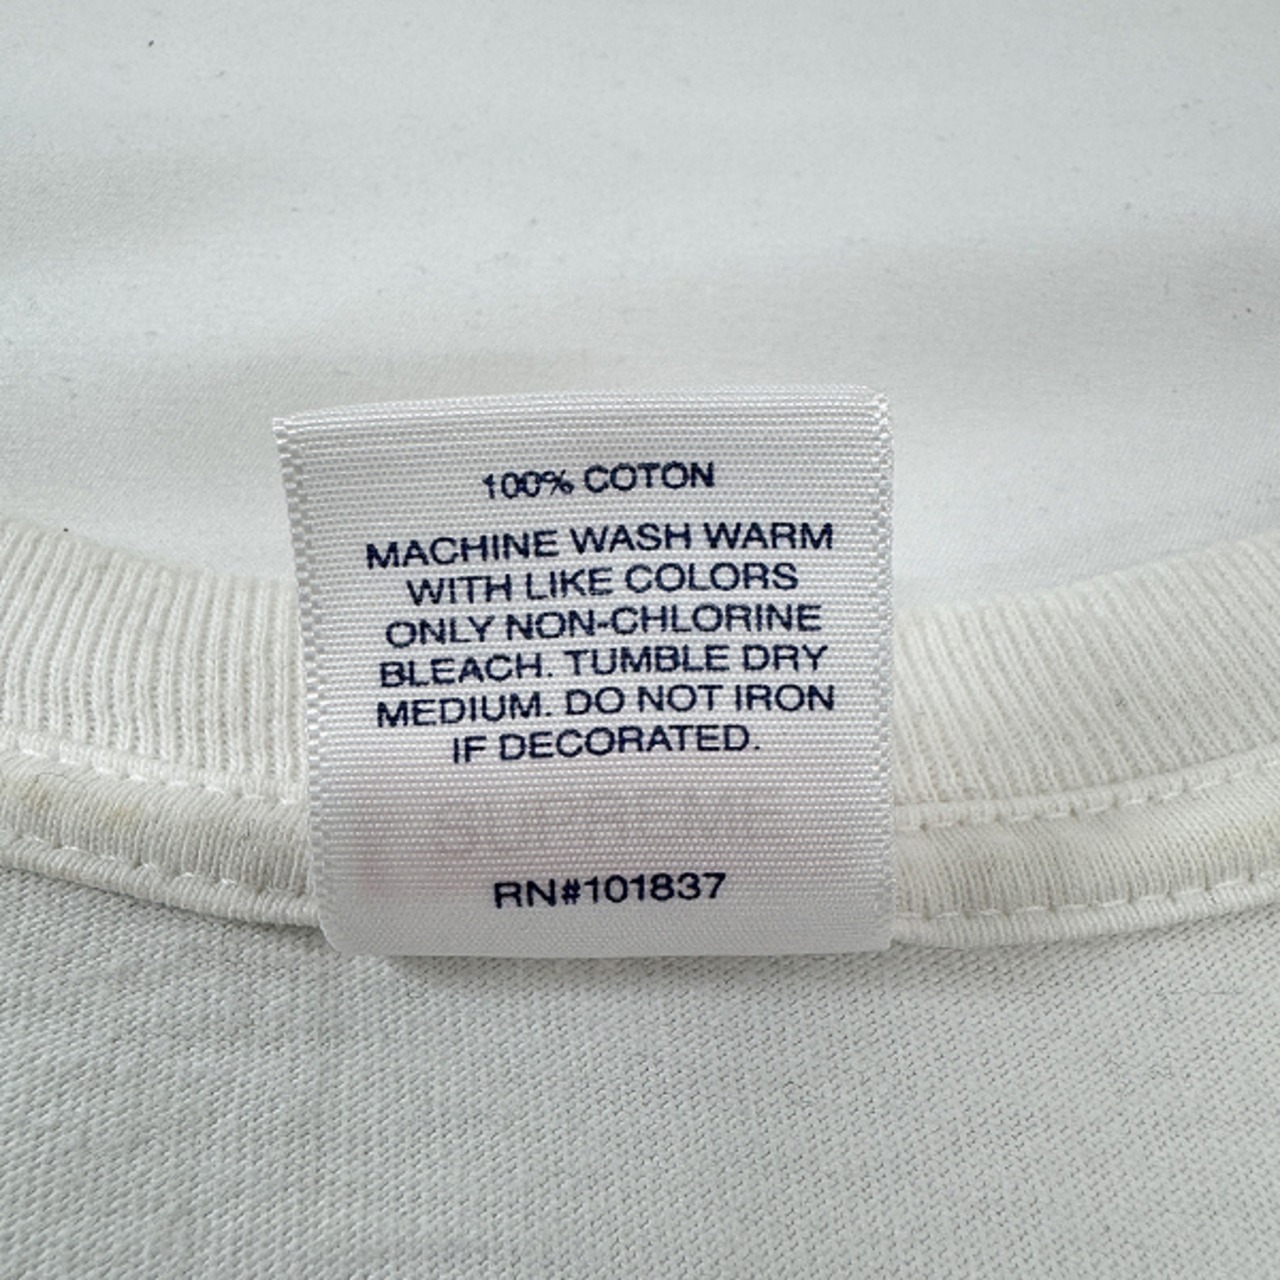 100% COTON
MACHINE WASH WARM
WITH LIKE COLORS
ONLY NON-CHLORINE
BLEACH. TUMBLE DRY
MEDIUM. DO NOT IRON
IF DECORATED.
RN#101837